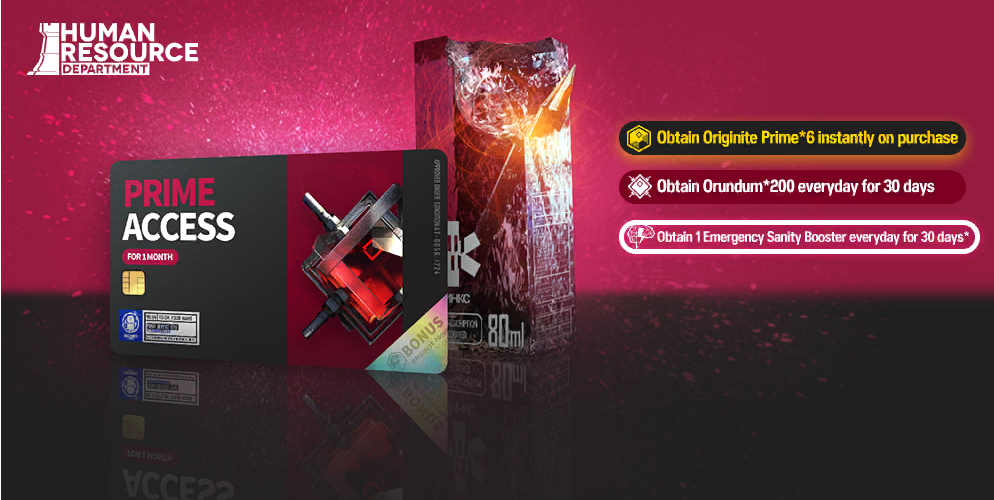 HUMAN
RESOURCE
DEPARTMENT
Obtain Originite Prime*6 instantly on purchase
Obtain Orundum*200 everyday for 30 days
Obtain 1 Emergency Sanity Booster everyday for 30 days*
PRIME
ACCESS
FOR 1 MONTH
BONUS
80ml